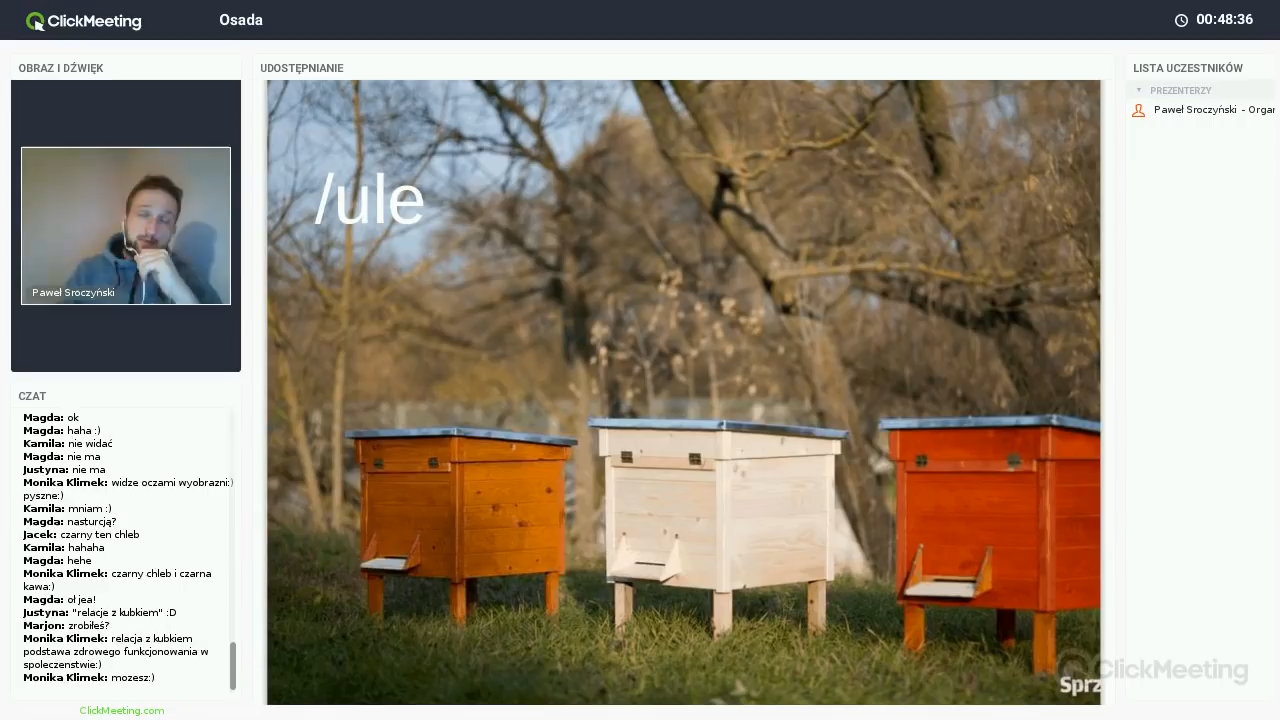 ClickMeeting
Osada
00:48:36
OBRAZ I DŹWIĘK
UDOSTĘPNIANIE
LISTA UCZESTNIKÓW
PREZENTERZY
Paweł Sroczyński - Orgar
/ule
Paweł Sroczyński
CZAT
Magda: ok
Magda: haha :)
Kamila: nie widać
Magda: nie ma
Justyna: nie ma
Monika Klimek: widze oczami wyobrazni:)
pyszne:)
Kamila: mniam :)
Magda: nasturcją?
Jacek: czarny ten chleb
Kamila: hahaha
Magda: hehe
Monika Klimek: czarny chleb i czarna
kawa:)
Magda: oł jea!
Justyna: "relacje z kubkiem" :D
Marjon: zrobiłeś?
Monika Klimek: relacja z kubkiem
podstawa zdrowego funkcjonowania w
spoleczenstwie:)
Monika Klimek: mozesz:)
ClickMeeting
Sprz
ClickMeeting.com